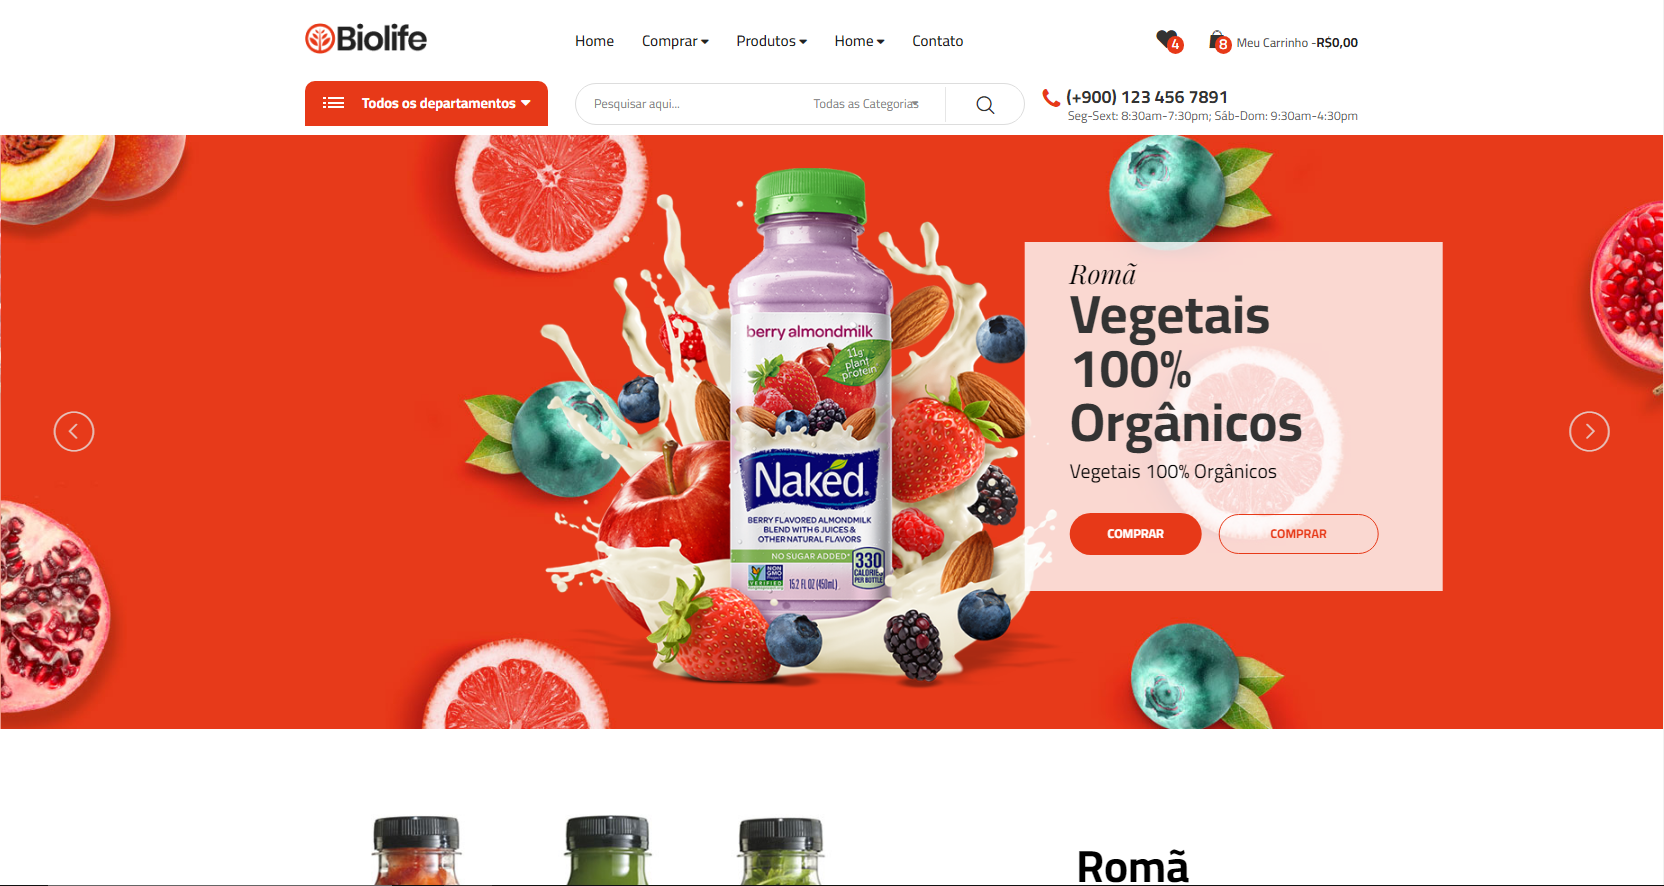 Biolife
Home Comprar Produtos Home Contato
4
8 Meu Carrinho -R$0,00
Todos os departamentos
Pesquisar aqui... Todas as Categorias
(+900) 123 456 7891
Seg-Sext: 8:30am-7:30pm; Sáb-Dom: 9:30am-4:30pm
berry almondmilk
11g
plant
protein
Naked.
BERRY FLAVORED ALMONDMILK
BLEND WITH 6 JUICES &
OTHER NATURAL FLAVORS
NO SUGAR ADDED*
330
CALORIES
PER BOTTLE
NON
GMO
Project
VERIFIED
15.2 FL OZ (450mL)
Romã
Vegetais
100%
Orgânicos
Vegetais 100% Orgânicos
COMPRAR COMPRAR
Romã